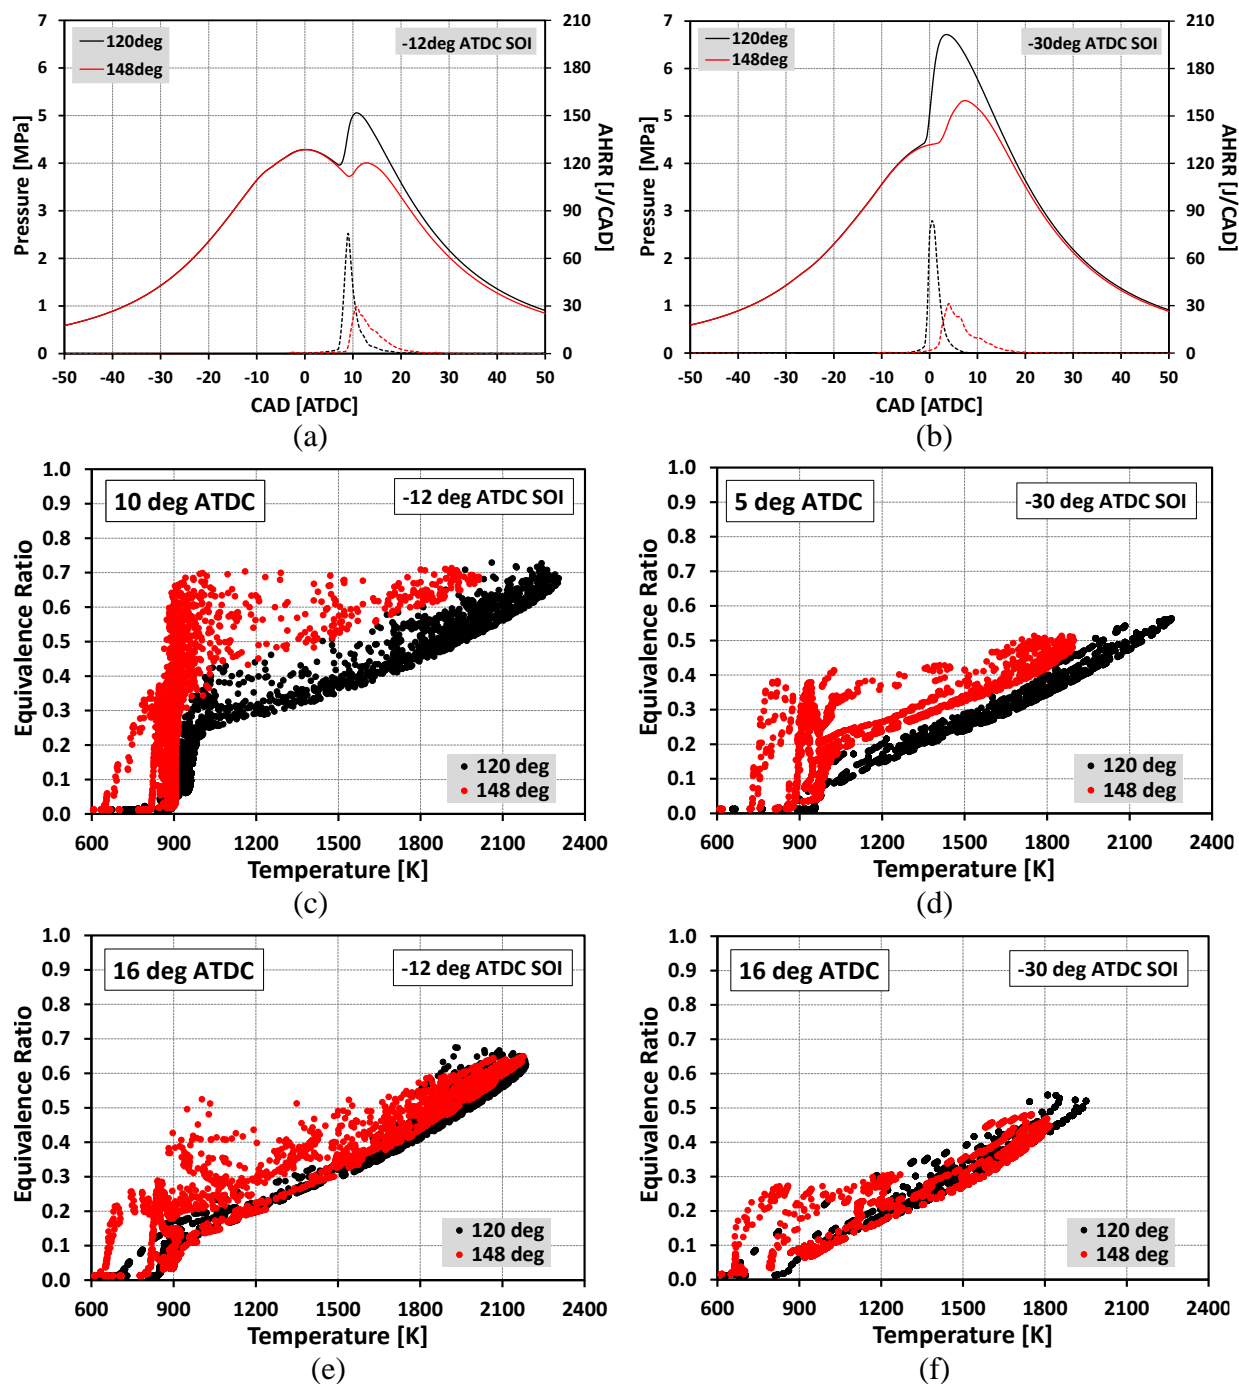 120deg
148deg
-12deg ATDC SOI
Pressure [MPa]
7
6
5
4
3
2
1
0
AHRR [J/CAD]
210
180
150
120
90
60
30
0
-50 -40 -30 -20 -10 0 10 20 30 40 50
CAD [ATDC]
(a)
120deg
148deg
-30deg ATDC SOI
Pressure [MPa]
7
6
5
4
3
2
1
0
AHRR [J/CAD]
210
180
150
120
90
60
30
0
-50 -40 -30 -20 -10 0 10 20 30 40 50
CAD [ATDC]
(b)
10 deg ATDC
-12 deg ATDC SOI
Equivalence Ratio
1.0
0.9
0.8
0.7
0.6
0.5
0.4
0.3
0.2
0.1
0.0
120 deg
148 deg
600 900 1200 1500 1800 2100 2400
Temperature [K]
(c)
5 deg ATDC
-30 deg ATDC SOI
Equivalence Ratio
1.0
0.9
0.8
0.7
0.6
0.5
0.4
0.3
0.2
0.1
0.0
120 deg
148 deg
600 900 1200 1500 1800 2100 2400
Temperature [K]
(d)
16 deg ATDC
-12 deg ATDC SOI
Equivalence Ratio
1.0
0.9
0.8
0.7
0.6
0.5
0.4
0.3
0.2
0.1
0.0
120 deg
148 deg
600 900 1200 1500 1800 2100 2400
Temperature [K]
(e)
16 deg ATDC
-30 deg ATDC SOI
Equivalence Ratio
1.0
0.9
0.8
0.7
0.6
0.5
0.4
0.3
0.2
0.1
0.0
120 deg
148 deg
600 900 1200 1500 1800 2100 2400
Temperature [K]
(f)